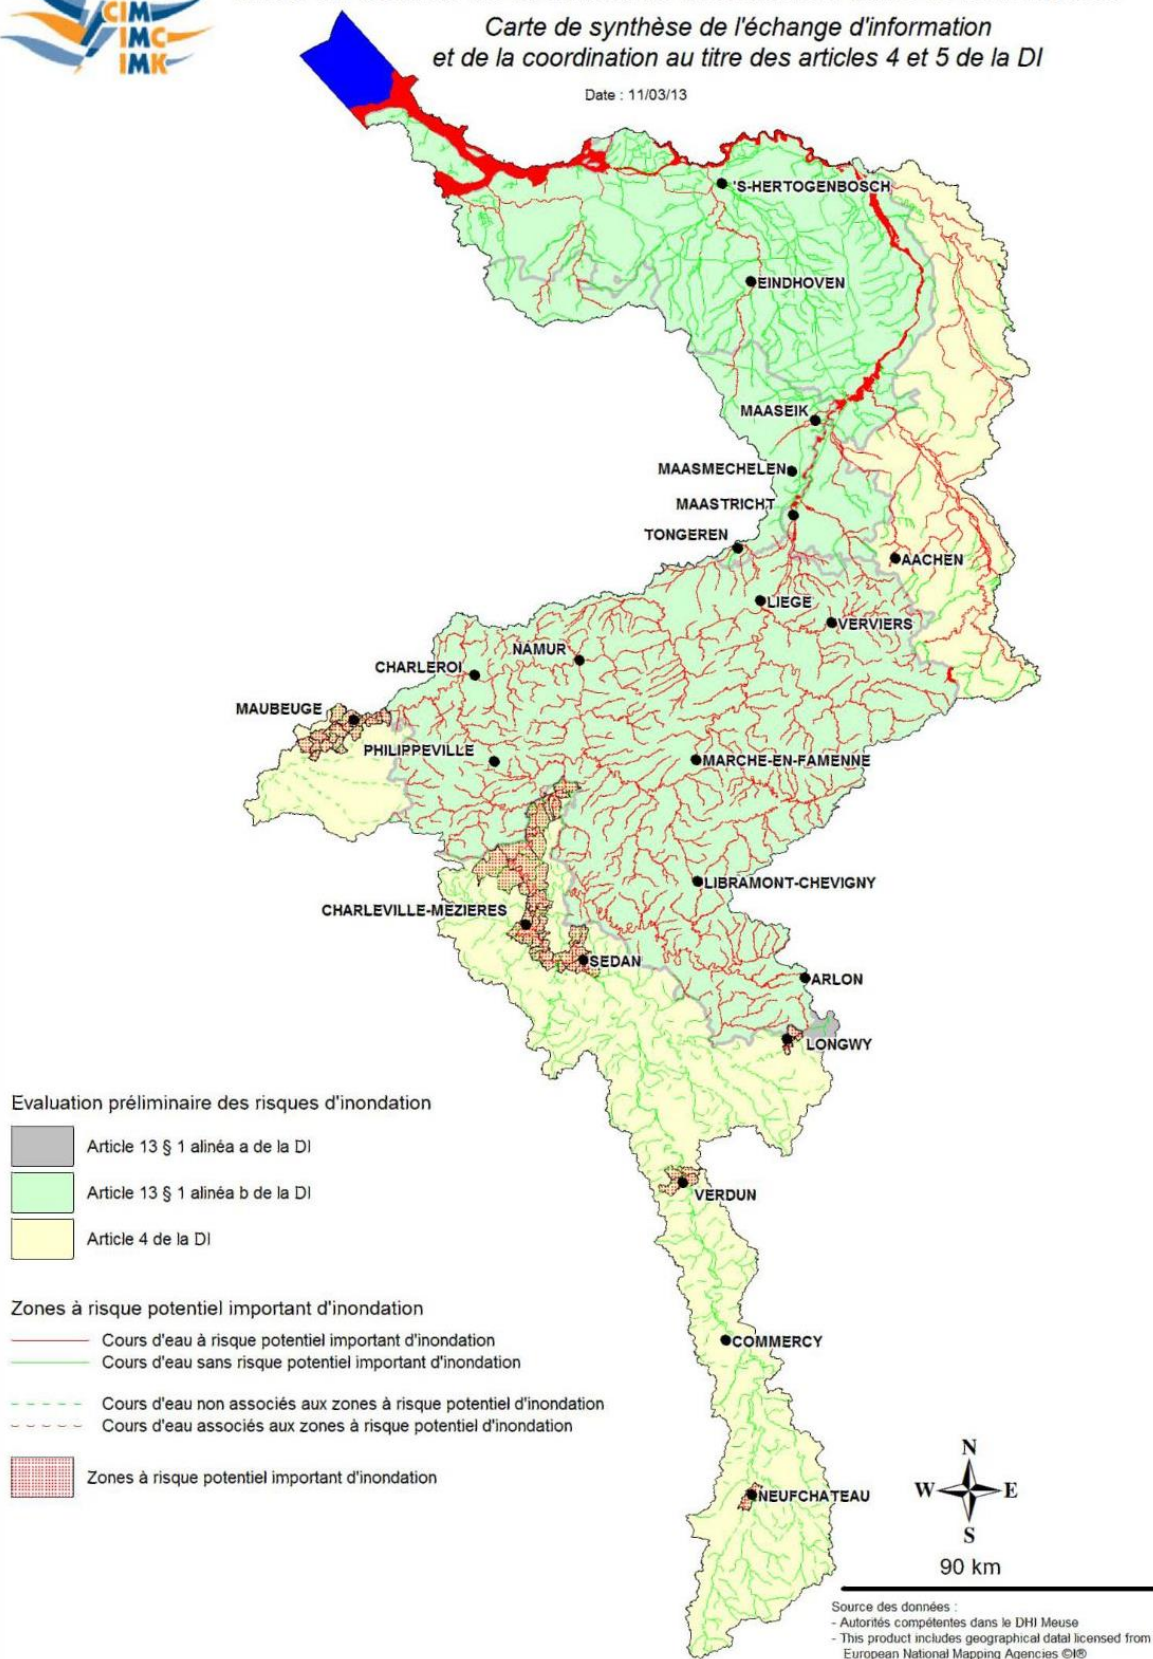 CIM
IMC
IMK
Carte de synthèse de l'échange d'information
et de la coordination au titre des articles 4 et 5 de la DI
Date : 11/03/13
'S-HERTOGENBOSCH
EINDHOVEN
MAASEIK
MAASMECHELEN
MAASTRICHT
TONGEREN
AACHEN
LIEGE
VERVIERS
NAMUR
CHARLEROI
MAUBEUGE
PHILIPPEVILLE
MARCHE-EN-FAMENNE
LIBRAMONT-CHEVIGNY
CHARLEVILLE-MEZIERES
SEDAN
ARLON
LONGWY
Evaluation préliminaire des risques d'inondation
Article 13 § 1 alinéa a de la DI
Article 13 § 1 alinéa b de la DI
Article 4 de la DI
VERDUN
Zones à risque potentiel important d'inondation
Cours d'eau à risque potentiel important d'inondation
Cours d'eau sans risque potentiel important d'inondation
Cours d'eau non associés aux zones à risque potentiel d'inondation
Cours d'eau associés aux zones à risque potentiel d'inondation
Zones à risque potentiel important d'inondation
COMMERCY
NEUFCHATEAU
N
W E
S
90 km
Source des données :
- Autorités compétentes dans le DHI Meuse
- This product includes geographical datal licensed from
European National Mapping Agencies ©I®